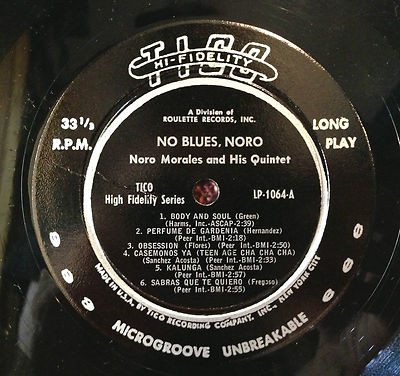 TICO
HI-FIDELITY
A Division of
ROULETTE RECORDS, INC.
33 1/3
R.P.M.
LONG
PLAY
NO BLUES, NORO
Noro Morales and His Quintet
TICO
High Fidelity Series
LP-1064-A
1. BODY AND SOUL (Green)
(Harms, Inc.-ASCAP-2:39)
2. PERFUME DE GARDENIA (Hernandez)
(Peer Int.-BMI-2:18)
3. OBSESSION (Flores) (Peer Int.-BMI-2:50)
4. CASEMONOS YA (TEEN AGE CHA CHA CHA)
(Sanchez Acosta) (Peer Int.-BMI-2:33)
5. KALUNGA (Sanchez Acosta)
(Peer Int.-BMI-2:57)
6. SABRAS QUE TE QUIERO (Fregoso)
(Peer Int.-BMI-2:55)
MADE IN U.S.A. BY TICO RECORDING COMPANY, INC., NEW YORK CITY
MICROGROOVE UNBREAKABLE